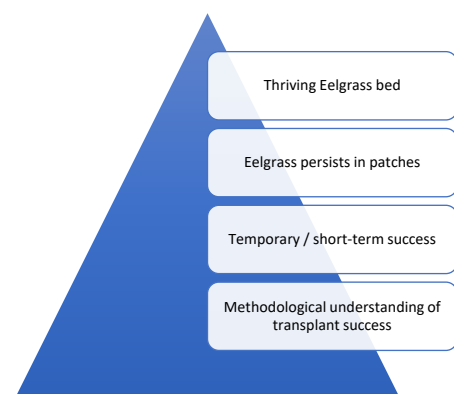 Thriving Eelgrass bed
Eelgrass persists in patches
Temporary / short-term success
Methodological understanding of
transplant success